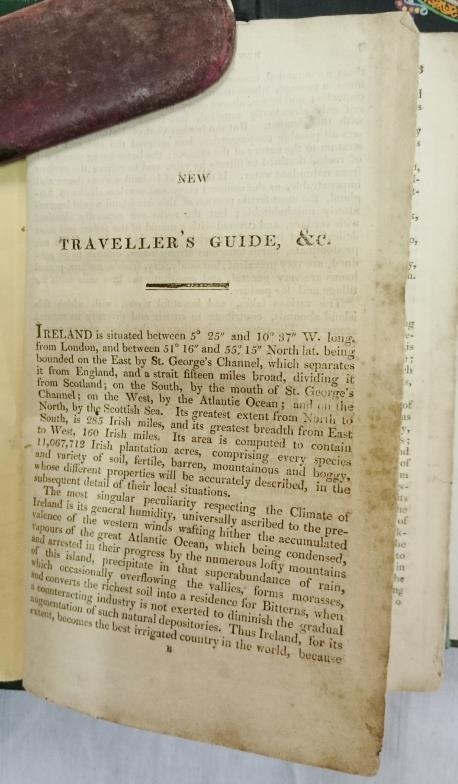 NEW
TRAVELLER'S GUIDE, &c.
IRELAND is situated between 5° 25" and 10° 37" W. long.
from London, and between 51° 16" and 55,' 15" North lat. being
bounded on the East by St. George's Channel, which separates
it from England, and a strait fifteen miles broad, dividing it
from Scotland; on the South, by the mouth of St. George's
Channel; on the West, by the Atlantic Ocean; and on the
North, by the Scottish Sea. Its greatest extent from North to
South, is 285 Irish miles, and its greatest breadth from East
to West, 160 Irish miles. Its area is computed to contain
11,067,712 Irish plantation acres, comprising every species
and variety of soil, fertile, barren, mountainous and boggy,
whose different properties will be accurately described, in the
subsequent detail of their local situations.
The most singular peculiarity respecting the Climate of
Ireland is its general humidity, universally ascribed to the pre-
valence of the western winds wafting hither the accumulated
vapours of the great Atlantic Ocean, which being condensed,
and arrested in their progress by the numerous lofty mountains
of this island, precipitate in that superabundance of rain,
which occasionally overflowing the vallies, forms morasses,
and converts the richest soil into a residence for Bitterns, when
a counteracting industry is not exerted to diminish the gradual
augmentation of such natural depositories. Thus Ireland, for its
extent, becomes the best irrigated country in the world, because
B